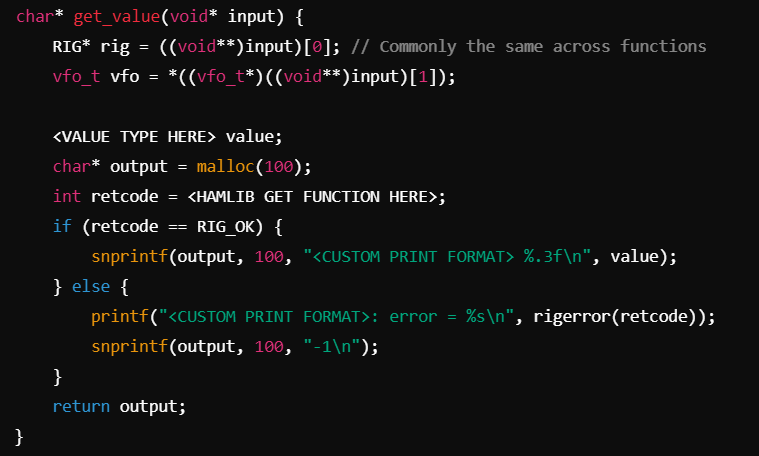 char* get_value(void* input) {
    RIG* rig = ((void**)input)[0]; // Commonly the same across functions
    vfo_t vfo = *((vfo_t*)((void**)input)[1]);

    <VALUE TYPE HERE> value;
    char* output = malloc(100);
    int retcode = <HAMLIB GET FUNCTION HERE>;
    if (retcode == RIG_OK) {
        snprintf(output, 100, "<CUSTOM PRINT FORMAT> %.3f\n", value);
    } else {
        printf("<CUSTOM PRINT FORMAT>: error = %s\n", rigerror(retcode));
        snprintf(output, 100, "-1\n");
    }
    return output;
}